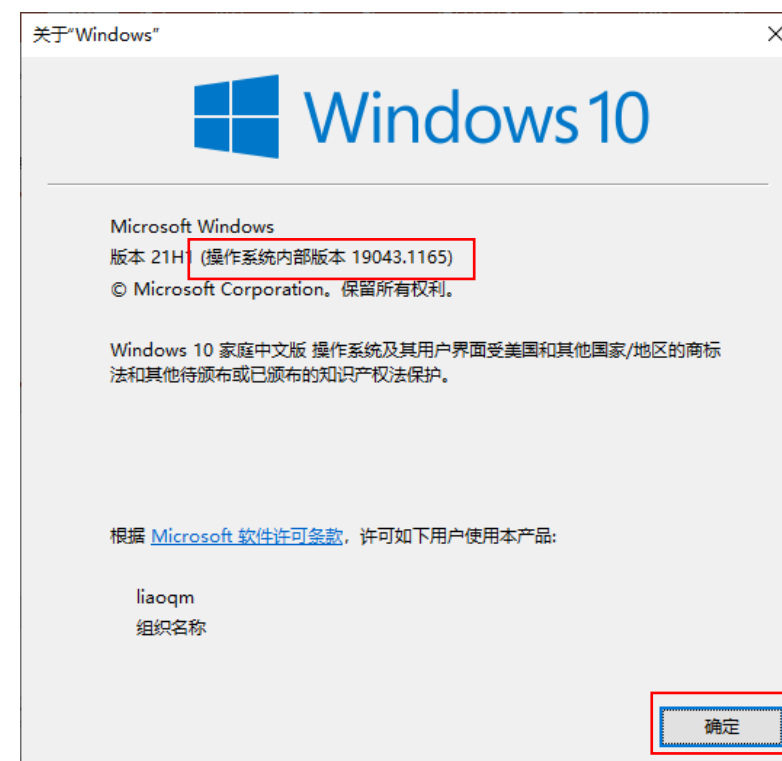 关于“Windows”
Windows 10
Microsoft Windows
版本 21H1 (操作系统内部版本 19043.1165)
© Microsoft Corporation。保留所有权利。
Windows 10 家庭中文版 操作系统及其用户界面受美国和其他国家/地区的商标
法和其他待颁布或已颁布的知识产权法保护。
根据 Microsoft 软件许可条款，许可如下用户使用本产品:
liaoqm
组织名称
确定